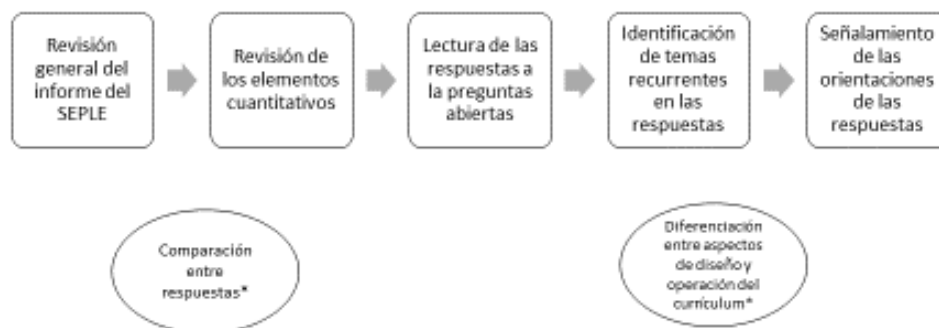 Revisión
general del
informe del
SEPLE
Revisión de
los elementos
cuantitativos
Lectura de las
respuestas a
la preguntas
abiertas
Identificación
de temas
recurrentes
en las
respuestas
Señalamiento
de las
orientaciones
de las
respuestas
Comparación
entre
respuestas*
Diferenciación
entre aspectos
de diseño y
operación del
currículum*